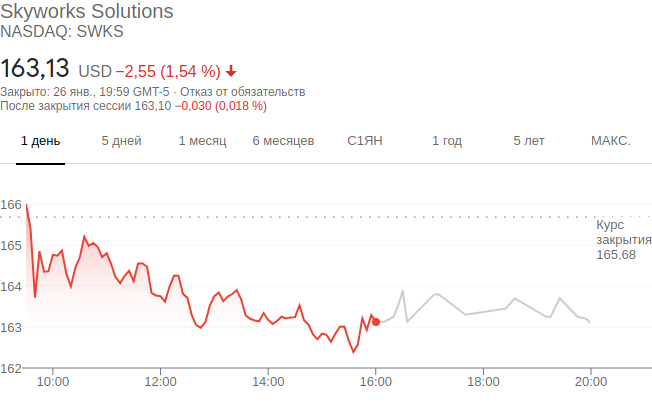 Skyworks Solutions
NASDAQ: SWKS
163,13 USD −2,55 (1,54 %)
Закрыто: 26 янв., 19:59 GMT-5 · Отказ от обязательств
После закрытия сессии 163,10 −0,030 (0,018 %)
1 день 5 дней 1 месяц 6 месяцев С1ЯН 1 год 5 лет МАКС.
166
Курс
закрытия
165,68
165
164
163
162
10:00 12:00 14:00 16:00 18:00 20:00